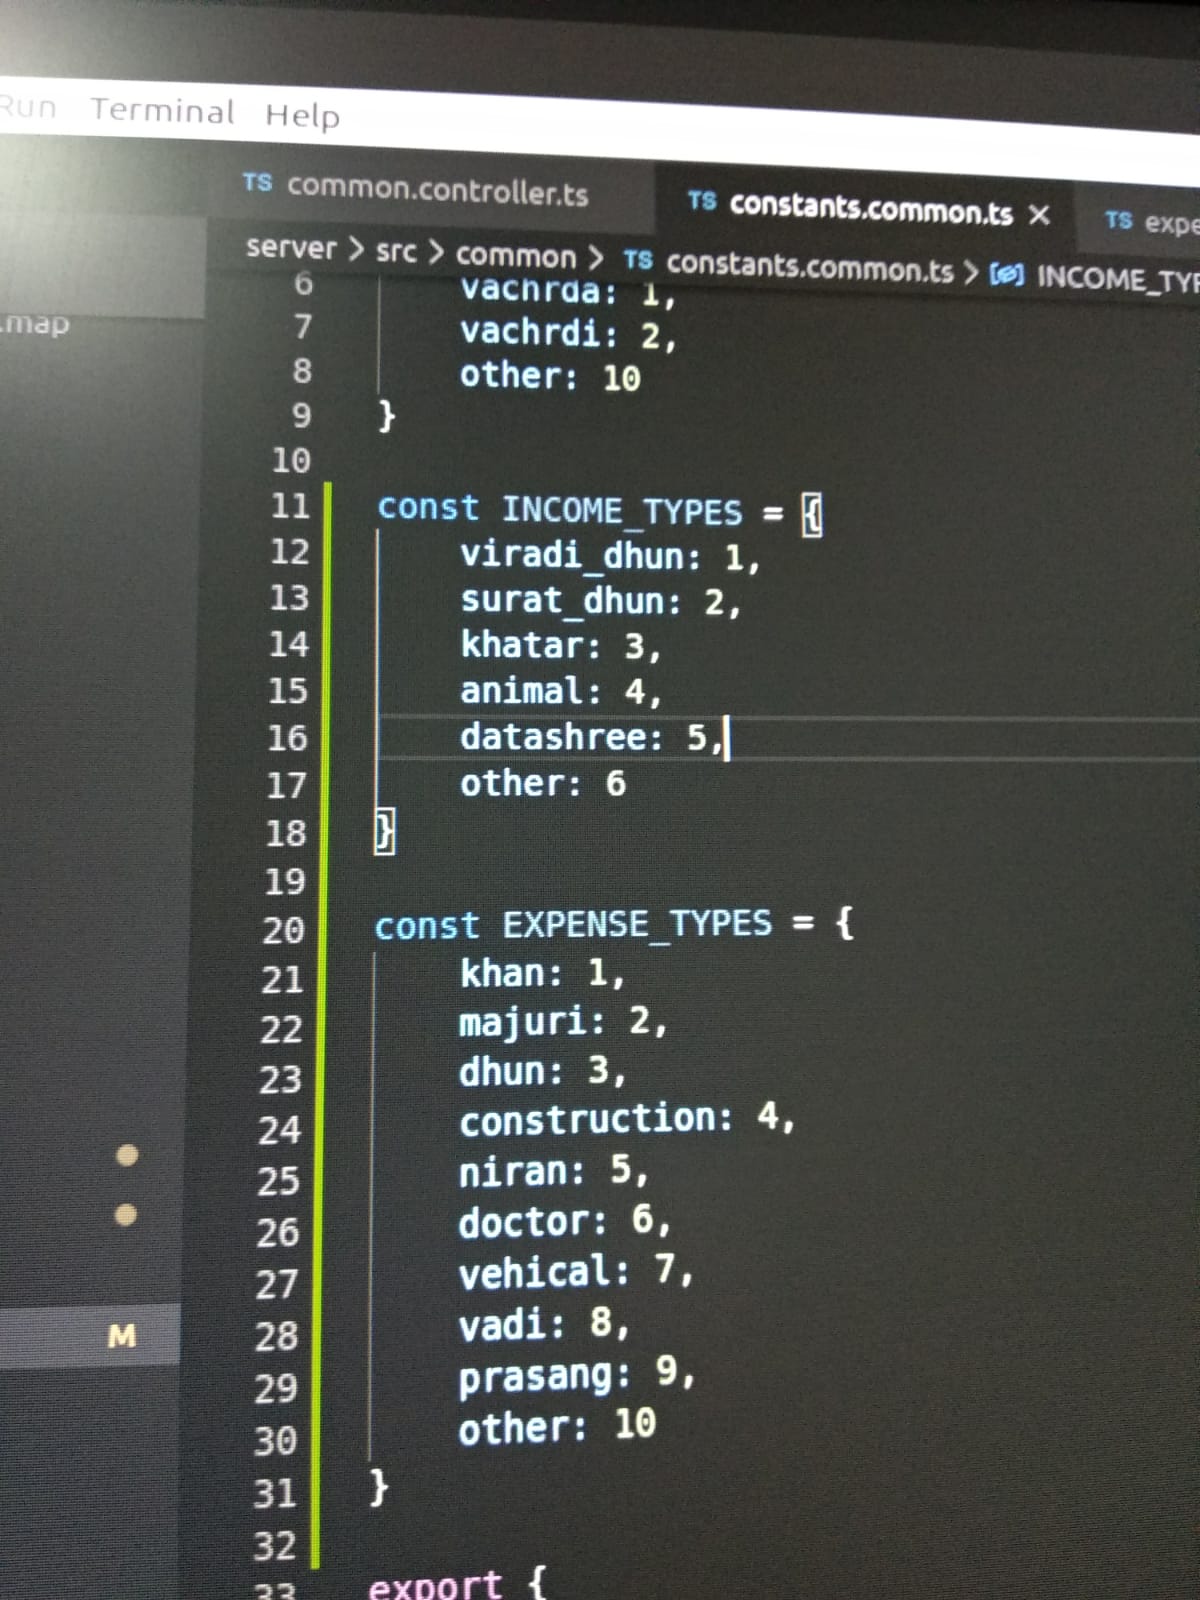 Run Terminal Help
TS common.controller.ts TS constants.common.ts × TS expe
server > src > common > TS constants.common.ts > INCOME_TYP
.map
6 vachrda: 1,
7 vachrdi: 2,
8 other: 10
9 }
10
11 const INCOME_TYPES = {
12 viradi_dhun: 1,
13 surat_dhun: 2,
14 khatar: 3,
15 animal: 4,
16 datashree: 5,
17 other: 6
18 }
19
20 const EXPENSE_TYPES = {
21 khan: 1,
22 majuri: 2,
23 dhun: 3,
24 construction: 4,
25 niran: 5,
26 doctor: 6,
27 vehical: 7,
M 28 vadi: 8,
29 prasang: 9,
30 other: 10
31 }
32
33 export {